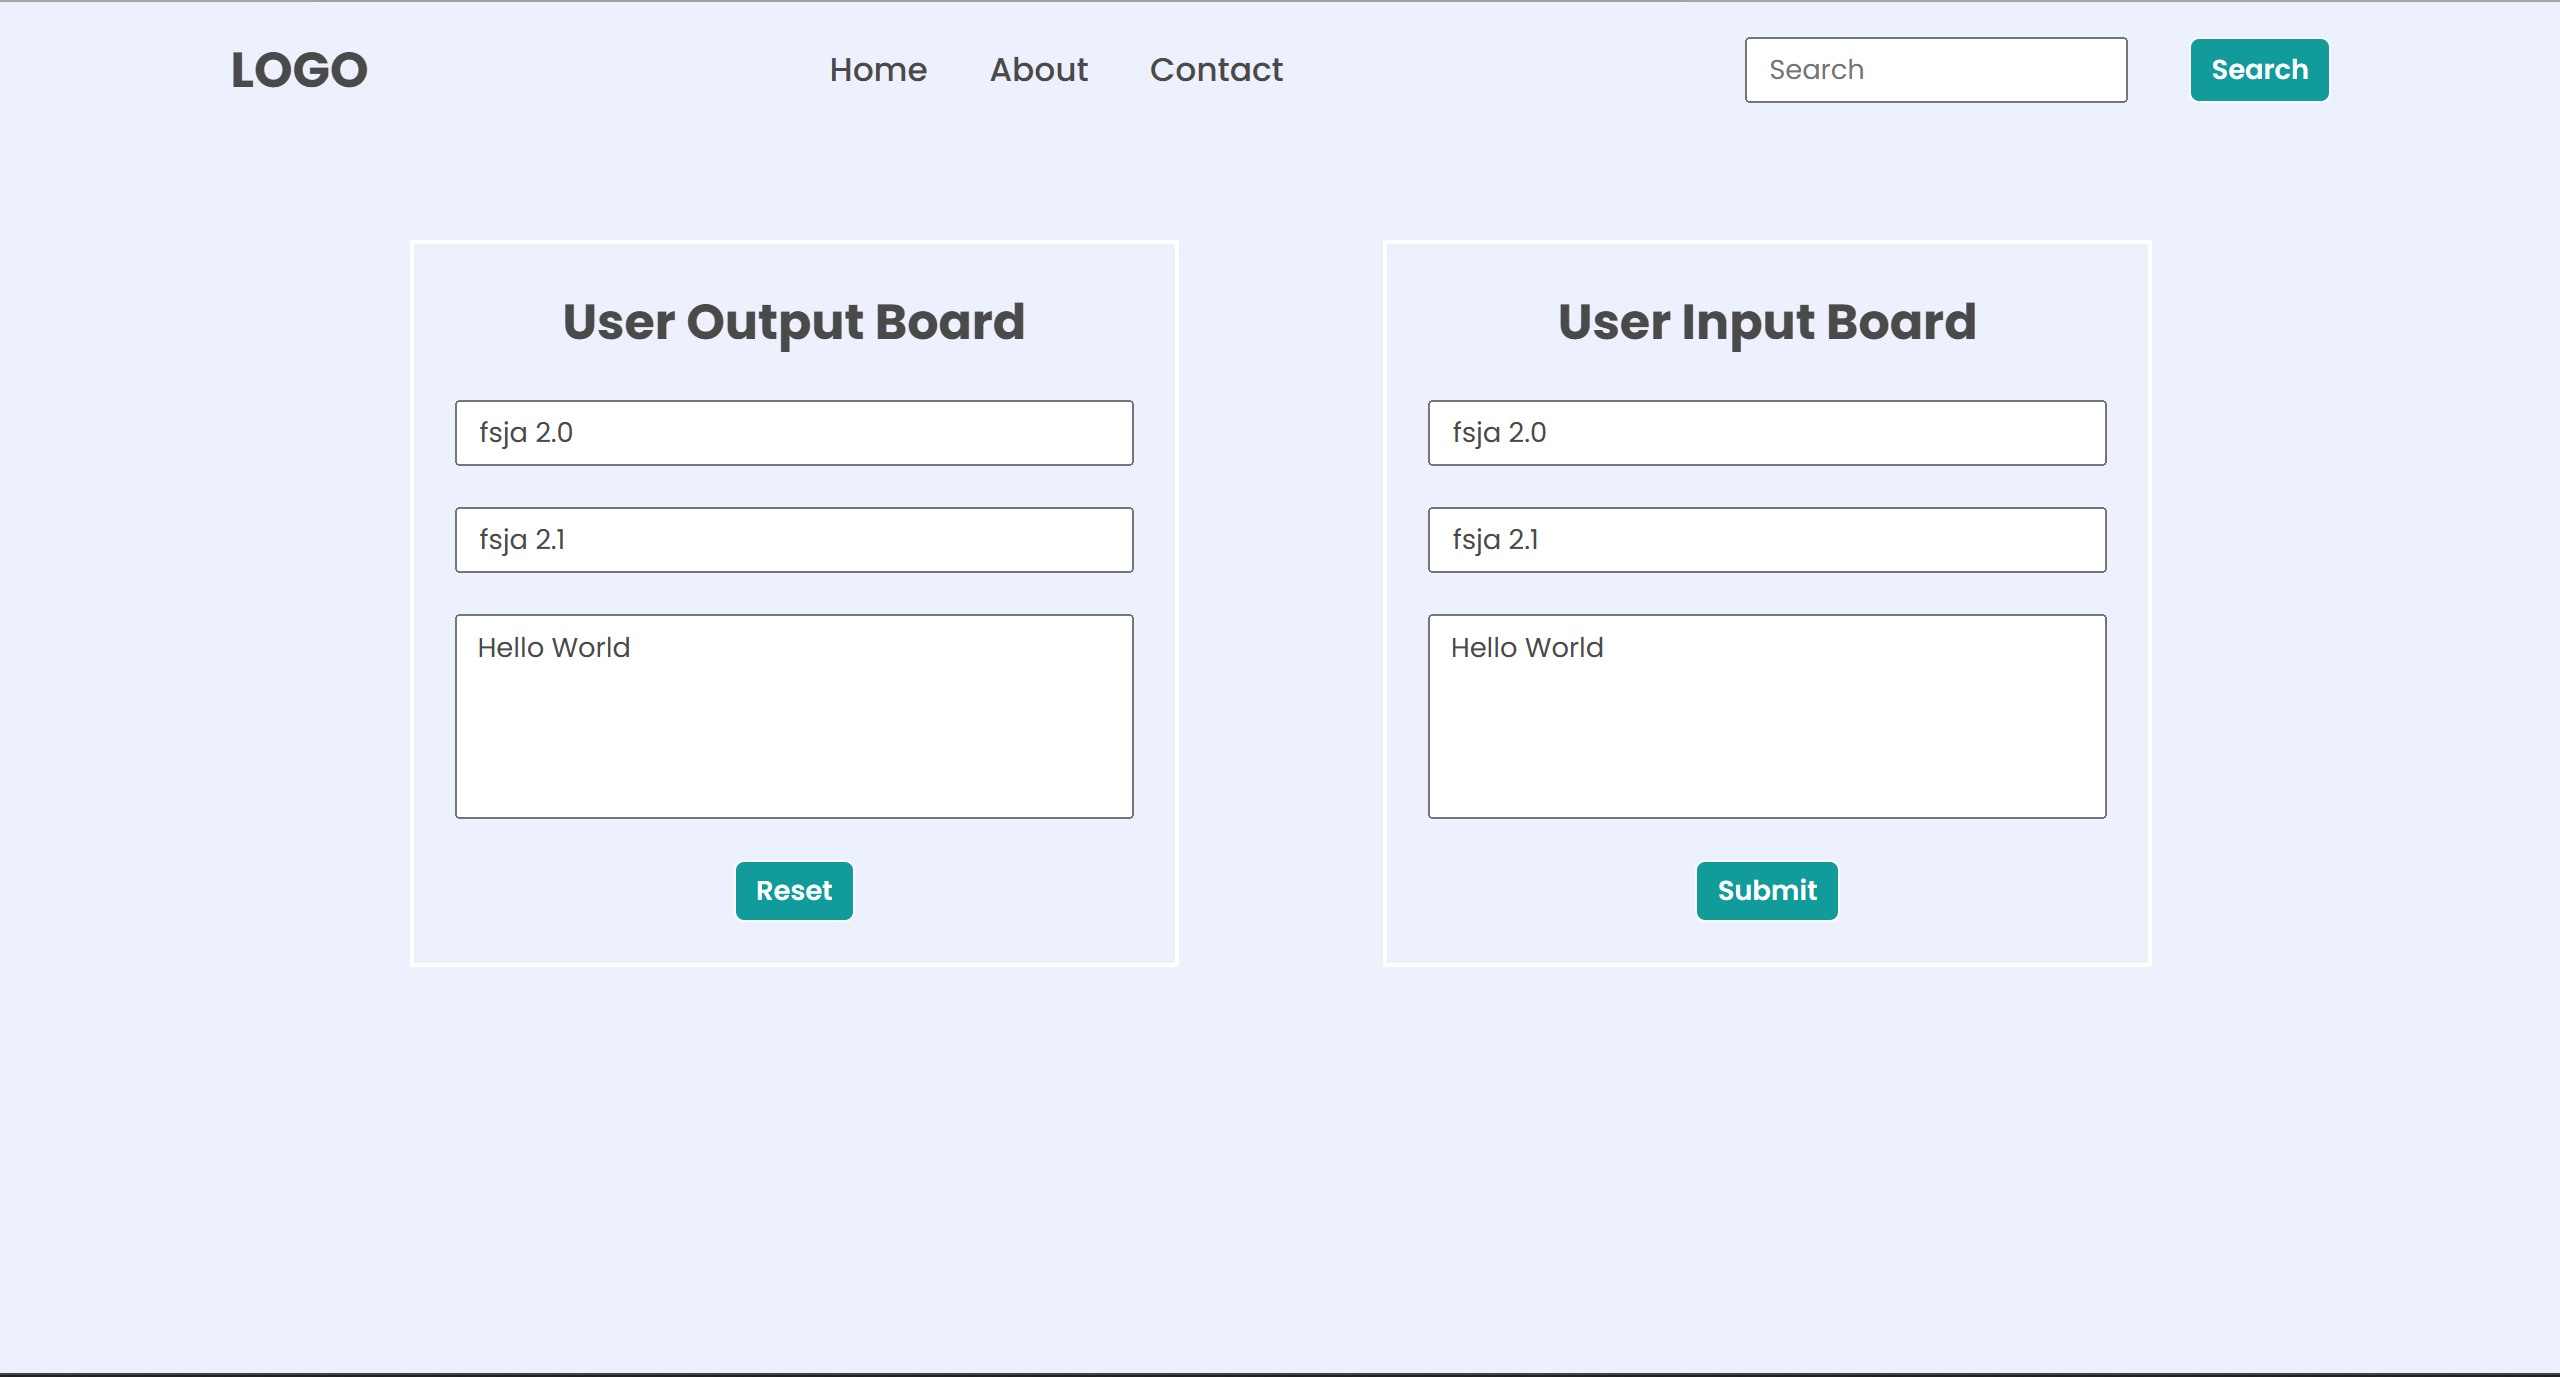 LOGO
Home About Contact
Search
Search
User Output Board
fsja 2.0
fsja 2.1
Hello World
Reset
User Input Board
fsja 2.0
fsja 2.1
Hello World
Submit